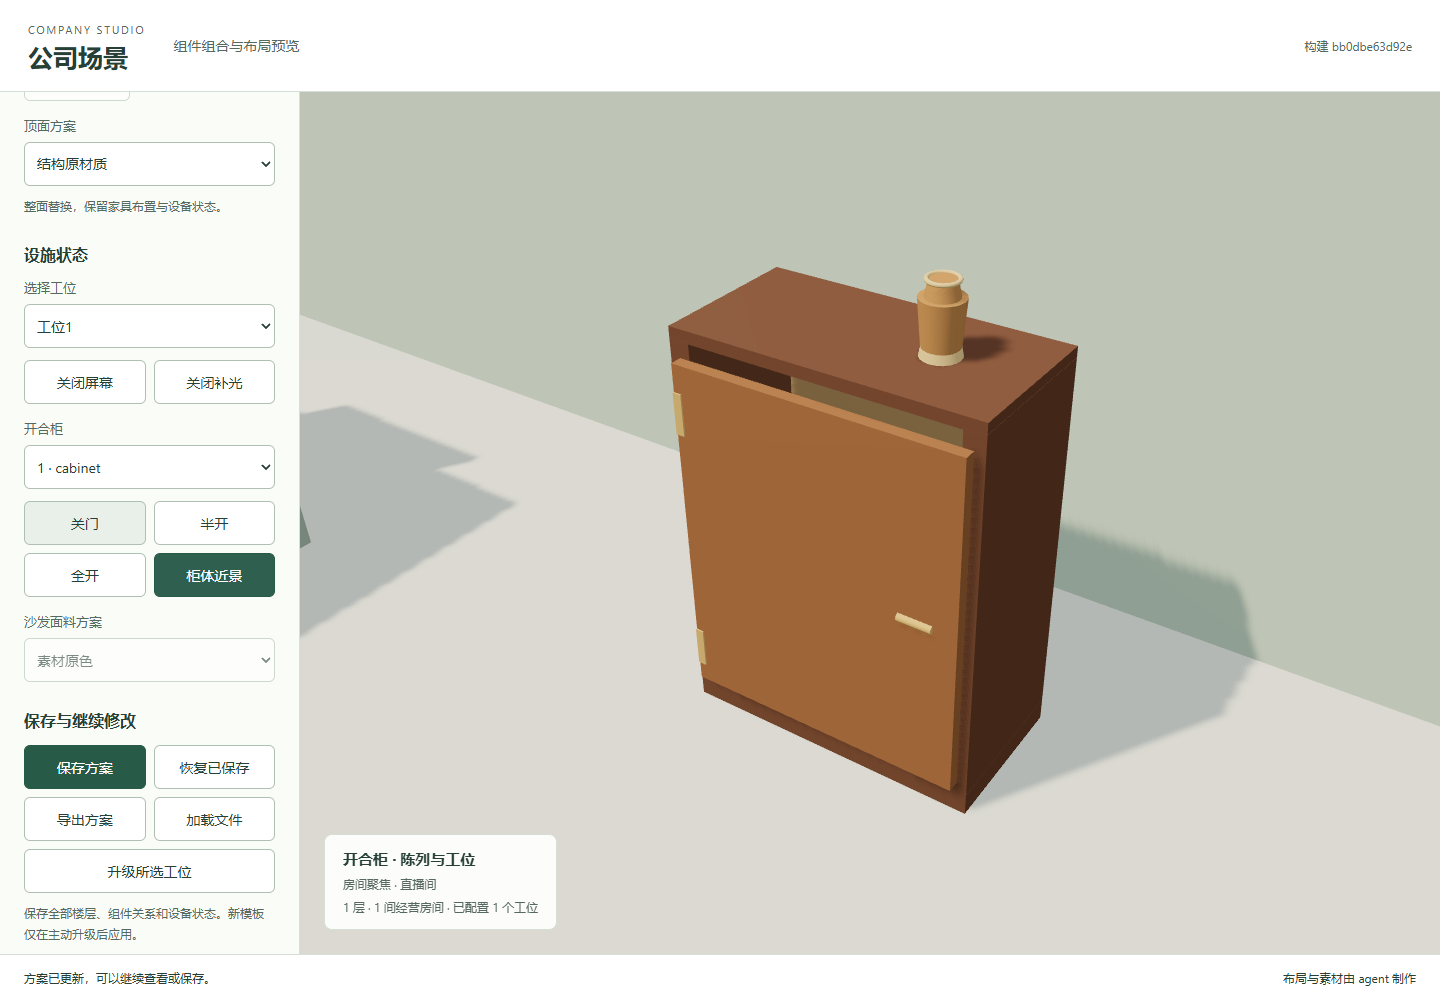 COMPANY STUDIO
公司场景
组件组合与布局预览
构建 bb0dbe63d92e
顶面方案
结构原材质
整面替换，保留家具布置与设备状态。
设施状态
选择工位
工位1
关闭屏幕
关闭补光
开合柜
1 · cabinet
关门
半开
全开
柜体近景
沙发面料方案
素材原色
保存与继续修改
保存方案
恢复已保存
导出方案
加载文件
升级所选工位
保存全部楼层、组件关系和设备状态。新模板
仅在主动升级后应用。
开合柜 · 陈列与工位
房间聚焦 · 直播间
1 层 · 1 间经营房间 · 已配置 1 个工位
方案已更新，可以继续查看或保存。
布局与素材由 agent 制作